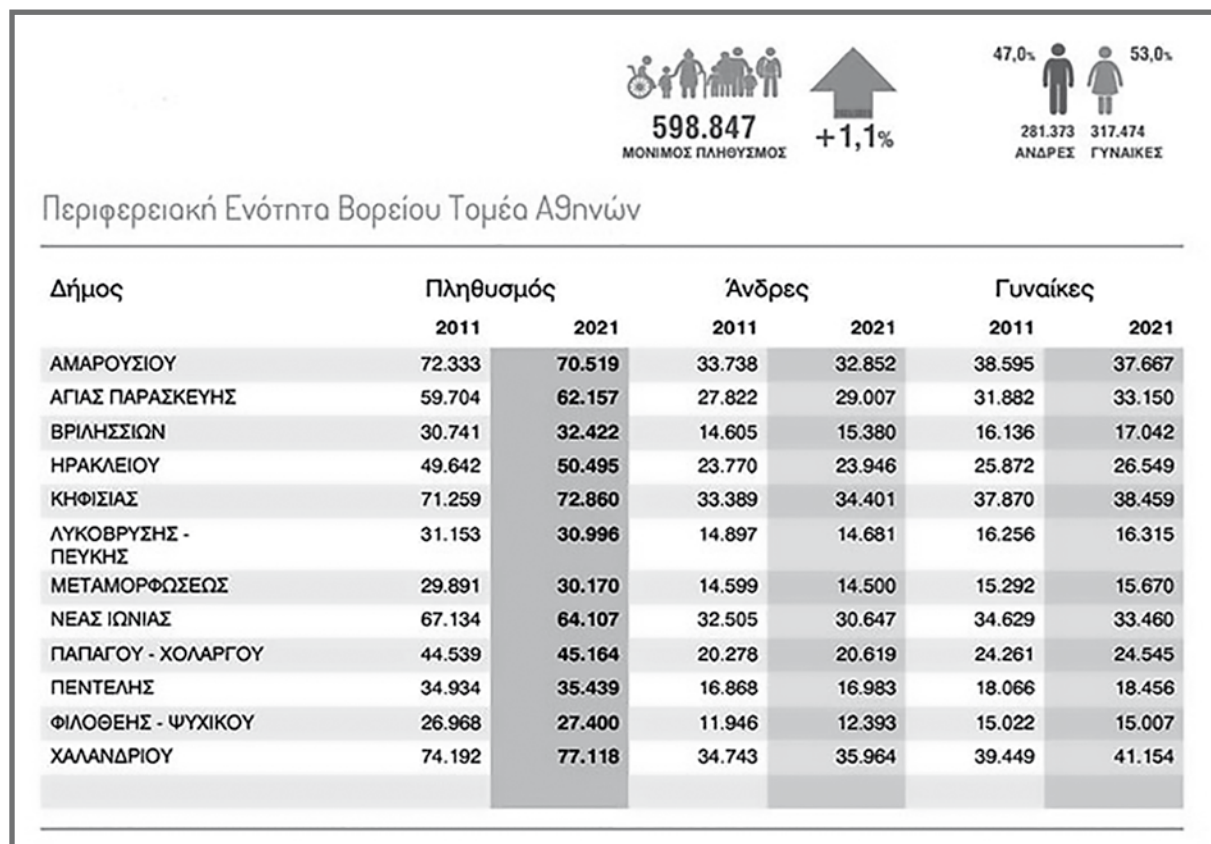 47,0% 53,0%
598.847 +1,1% 281.373 317.474
ΜΟΝΙΜΟΣ ΠΛΗΘΥΣΜΟΣ ΑΝΔΡΕΣ ΓΥΝΑΙΚΕΣ
Περιφερειακή Ενότητα Βορείου Τομέα Αθηνών
Δήμος Πληθυσμός Άνδρες Γυναίκες
2011 2021 2011 2021 2011 2021
ΑΜΑΡΟΥΣΙΟΥ 72.333 70.519 33.738 32.852 38.595 37.667
ΑΓΙΑΣ ΠΑΡΑΣΚΕΥΗΣ 59.704 62.157 27.822 29.007 31.882 33.150
ΒΡΙΛΗΣΣΙΩΝ 30.741 32.422 14.605 15.380 16.136 17.042
ΗΡΑΚΛΕΙΟΥ 49.642 50.495 23.770 23.946 25.872 26.549
ΚΗΦΙΣΙΑΣ 71.259 72.860 33.389 34.401 37.870 38.459
ΛΥΚΟΒΡΥΣΗΣ - 31.153 30.996 14.897 14.681 16.256 16.315
ΠΕΥΚΗΣ
ΜΕΤΑΜΟΡΦΩΣΕΩΣ 29.891 30.170 14.599 14.500 15.292 15.670
ΝΕΑΣ ΙΩΝΙΑΣ 67.134 64.107 32.505 30.647 34.629 33.460
ΠΑΠΑΓΟΥ - ΧΟΛΑΡΓΟΥ 44.539 45.164 20.278 20.619 24.261 24.545
ΠΕΝΤΕΛΗΣ 34.934 35.439 16.868 16.983 18.066 18.456
ΦΙΛΟΘΕΗΣ - ΨΥΧΙΚΟΥ 26.968 27.400 11.946 12.393 15.022 15.007
ΧΑΛΑΝΔΡΙΟΥ 74.192 77.118 34.743 35.964 39.449 41.154